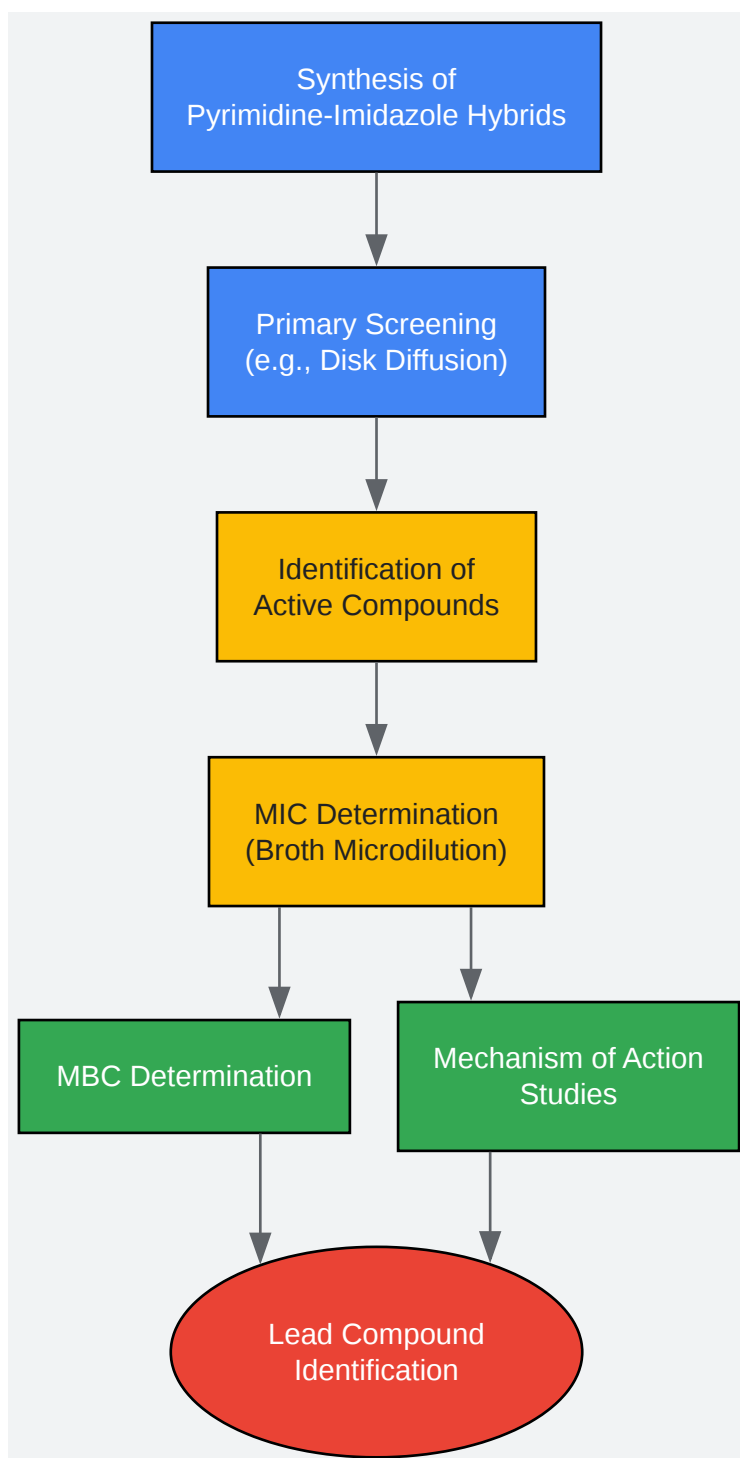 Synthesis of
Pyrimidine-Imidazole Hybrids
Primary Screening
(e.g., Disk Diffusion)
Identification of
Active Compounds
MIC Determination
(Broth Microdilution)
MBC Determination
Mechanism of Action
Studies
Lead Compound
Identification